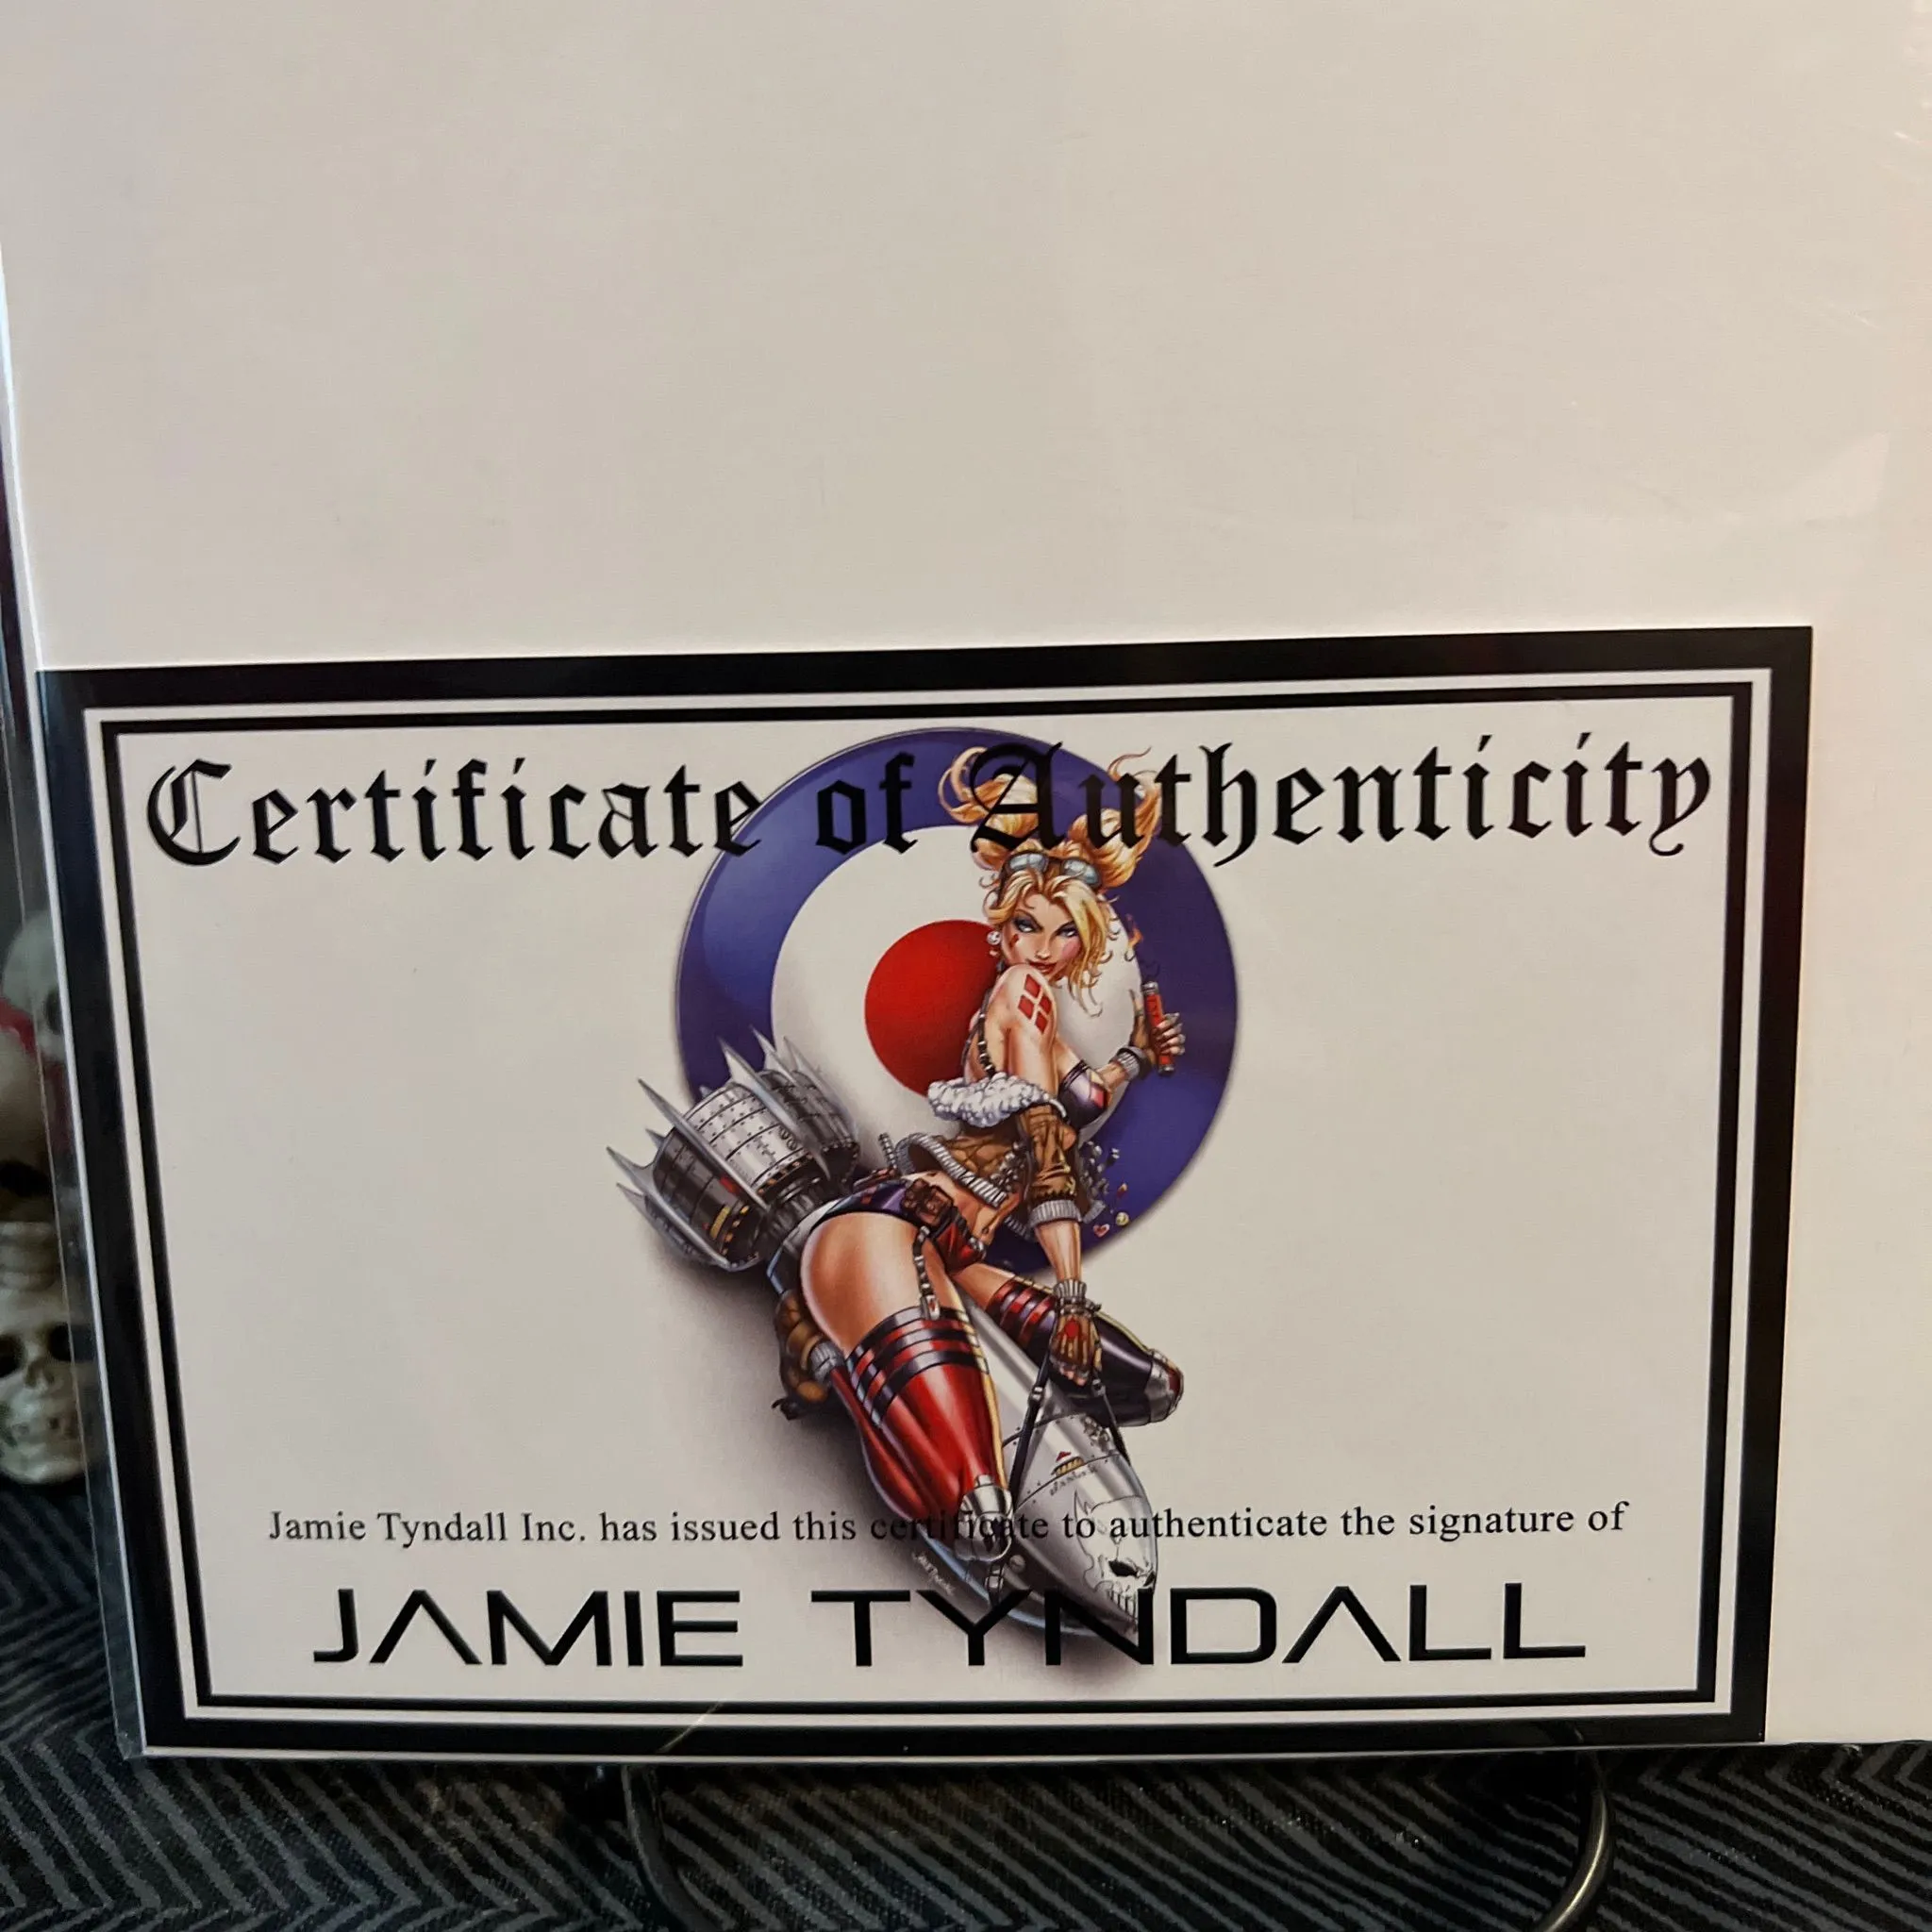 Certificate of Authenticity
Jamie Tyndall Inc. has issued this certificate to authenticate the signature of
JAMIE TYNDALL